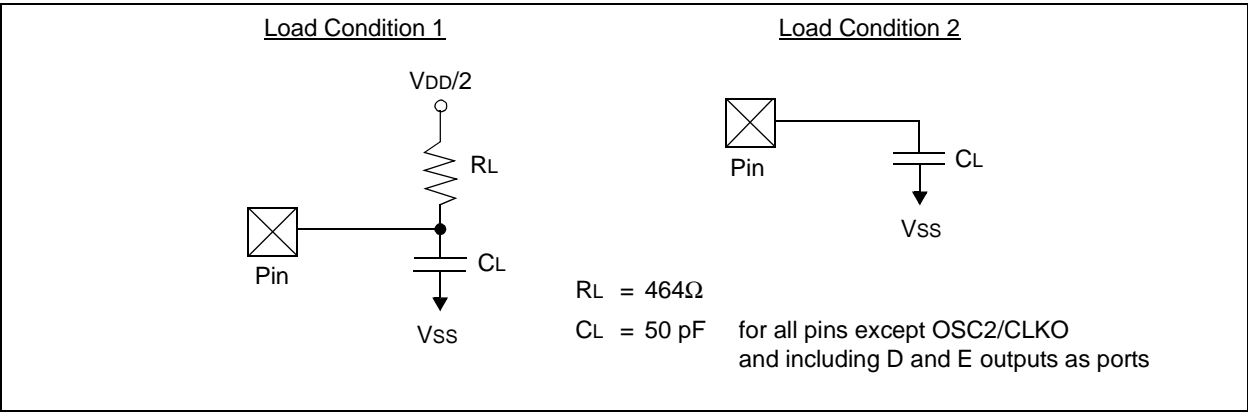 Load Condition 1
VDD/2
RL
Pin
CL
VSS
Load Condition 2
Pin
CL
VSS
RL = 464Ω
CL = 50 pF for all pins except OSC2/CLKO
and including D and E outputs as ports